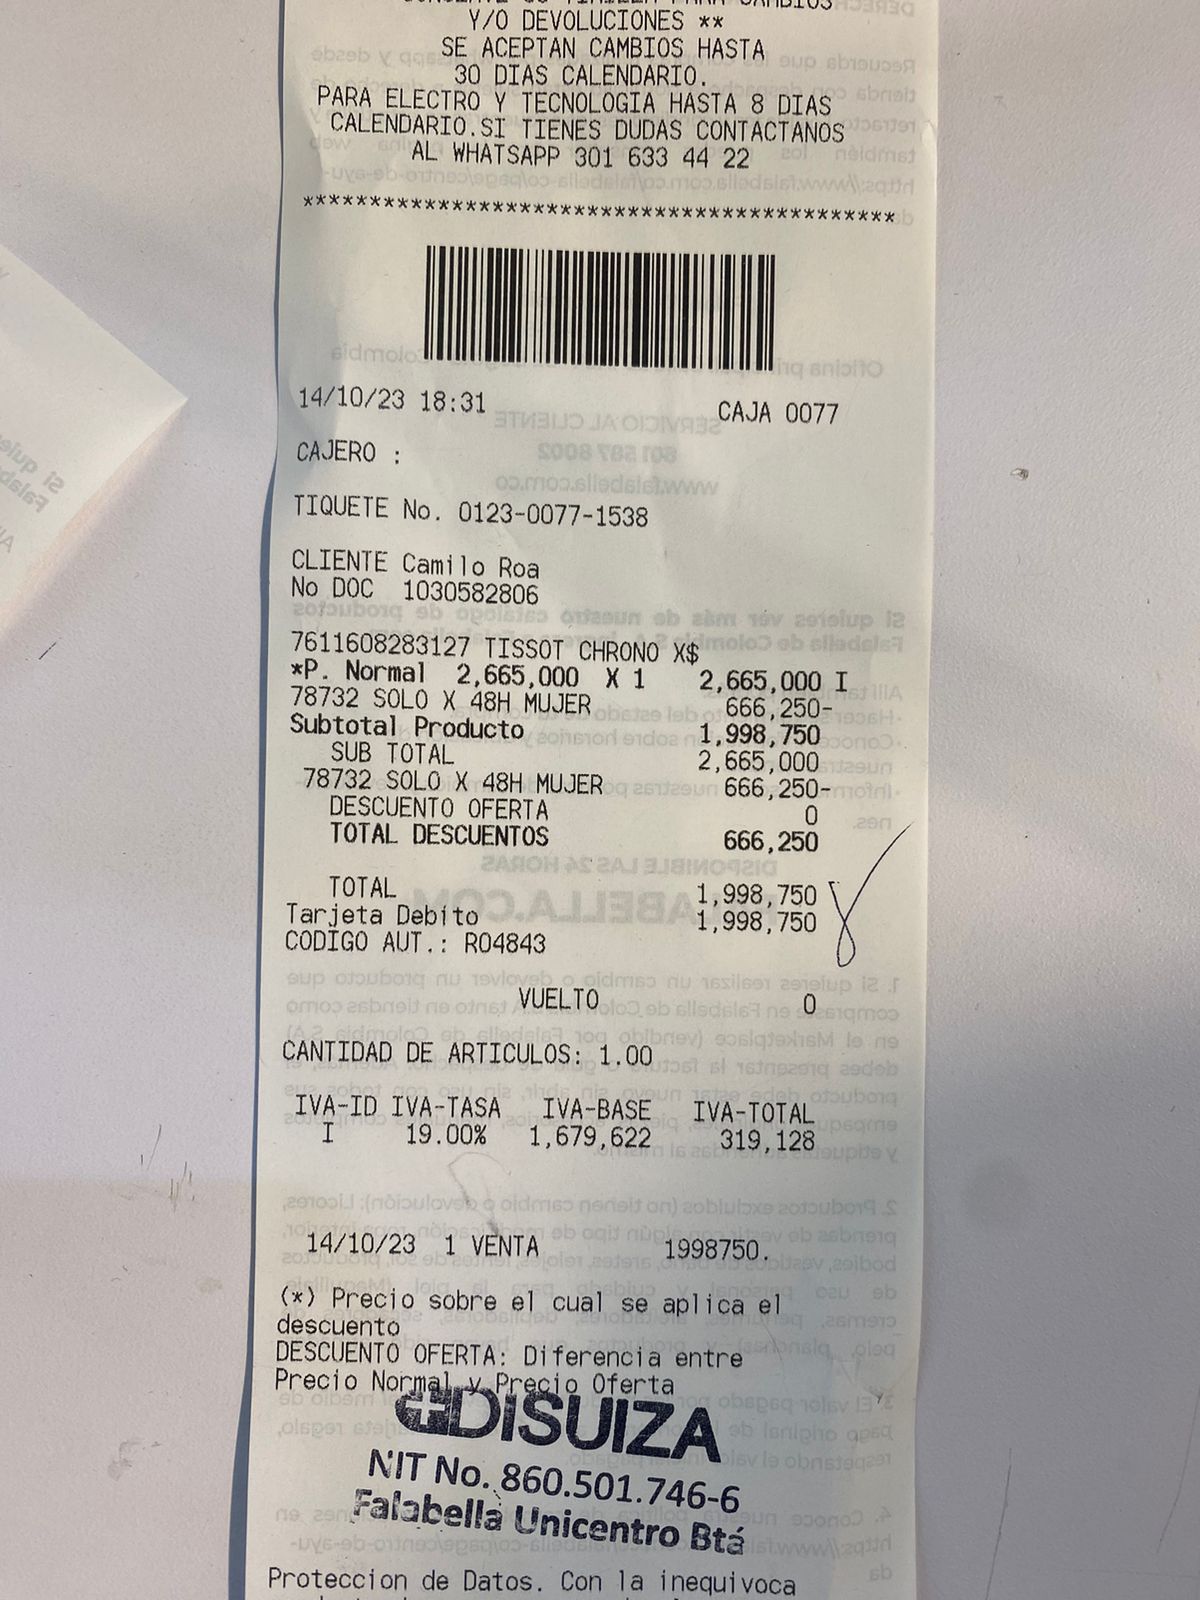 Y/O DEVOLUCIONES **
SE ACEPTAN CAMBIOS HASTA
30 DIAS CALENDARIO.
PARA ELECTRO Y TECNOLOGIA HASTA 8 DIAS
CALENDARIO.SI TIENES DUDAS CONTACTANOS
AL WHATSAPP 301 633 44 22
********************************************
14/10/23 18:31 CAJA 0077
CAJERO :
TIQUETE No. 0123-0077-1538
CLIENTE Camilo Roa
No DOC 1030582806
7611608283127 TISSOT CHRONO X$
*P. Normal 2,665,000 X 1 2,665,000 I
78732 SOLO X 48H MUJER 666,250-
Subtotal Producto 1,998,750
SUB TOTAL 2,665,000
78732 SOLO X 48H MUJER 666,250-
DESCUENTO OFERTA 0
TOTAL DESCUENTOS 666,250
TOTAL 1,998,750
Tarjeta Debito 1,998,750
CODIGO AUT.: R04843
VUELTO 0
CANTIDAD DE ARTICULOS: 1.00
IVA-ID IVA-TASA IVA-BASE IVA-TOTAL
I 19.00% 1,679,622 319,128
14/10/23 1 VENTA 1998750.
(*) Precio sobre el cual se aplica el
descuento
DESCUENTO OFERTA: Diferencia entre
Precio Normal y Precio Oferta
DISUIZA
NIT No. 860.501.746-6
Falabella Unicentro Btá
Proteccion de Datos. Con la inequivoca